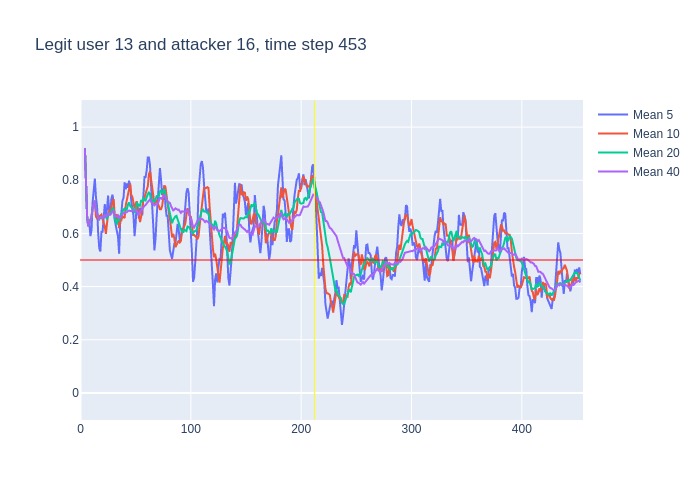 Legit user 13 and attacker 16, time step 453
Mean 5
Mean 10
Mean 20
Mean 40
1
0.8
0.6
0.4
0.2
0
0 100 200 300 400